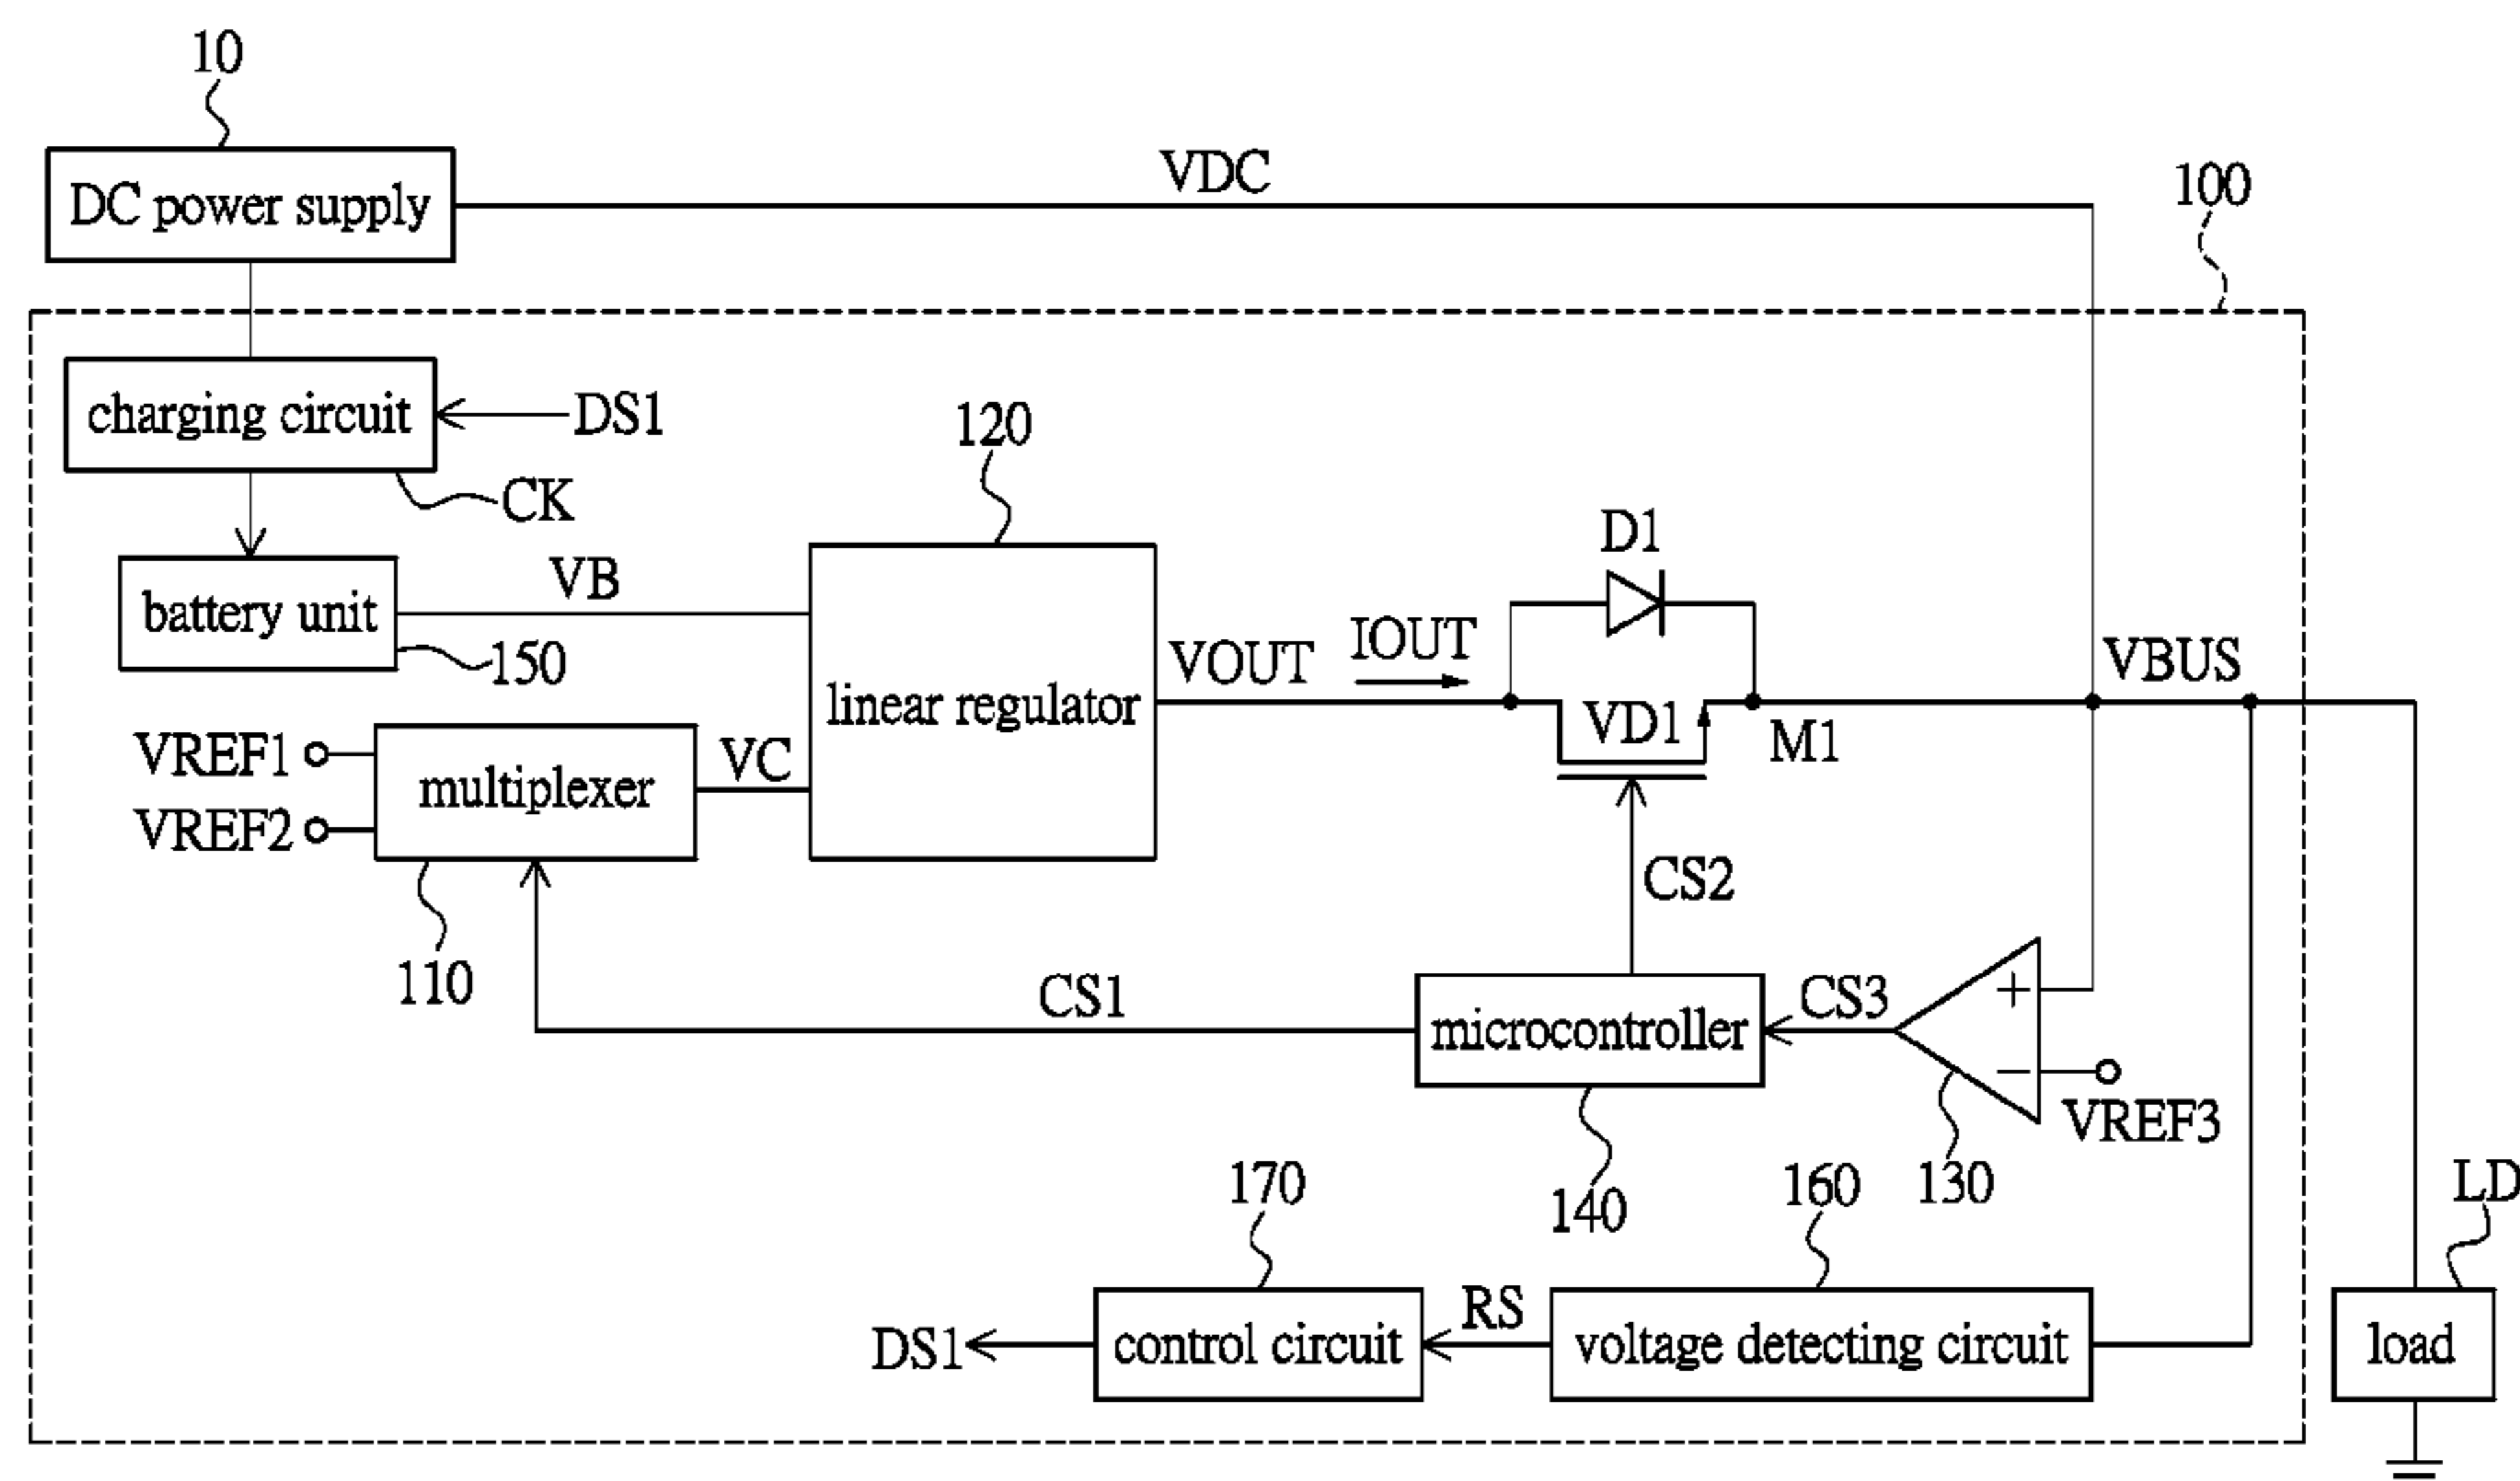 10
DC power supply
VDC
100
charging circuit
DS1
CK
120
D1
battery unit
VB
150
linear regulator
VOUT
IOUT
VD1
M1
VBUS
VREF1
VREF2
multiplexer
VC
110
CS2
CS1
microcontroller
CS3
+
−
VREF3
140
130
170
160
LD
DS1
control circuit
RS
voltage detecting circuit
load